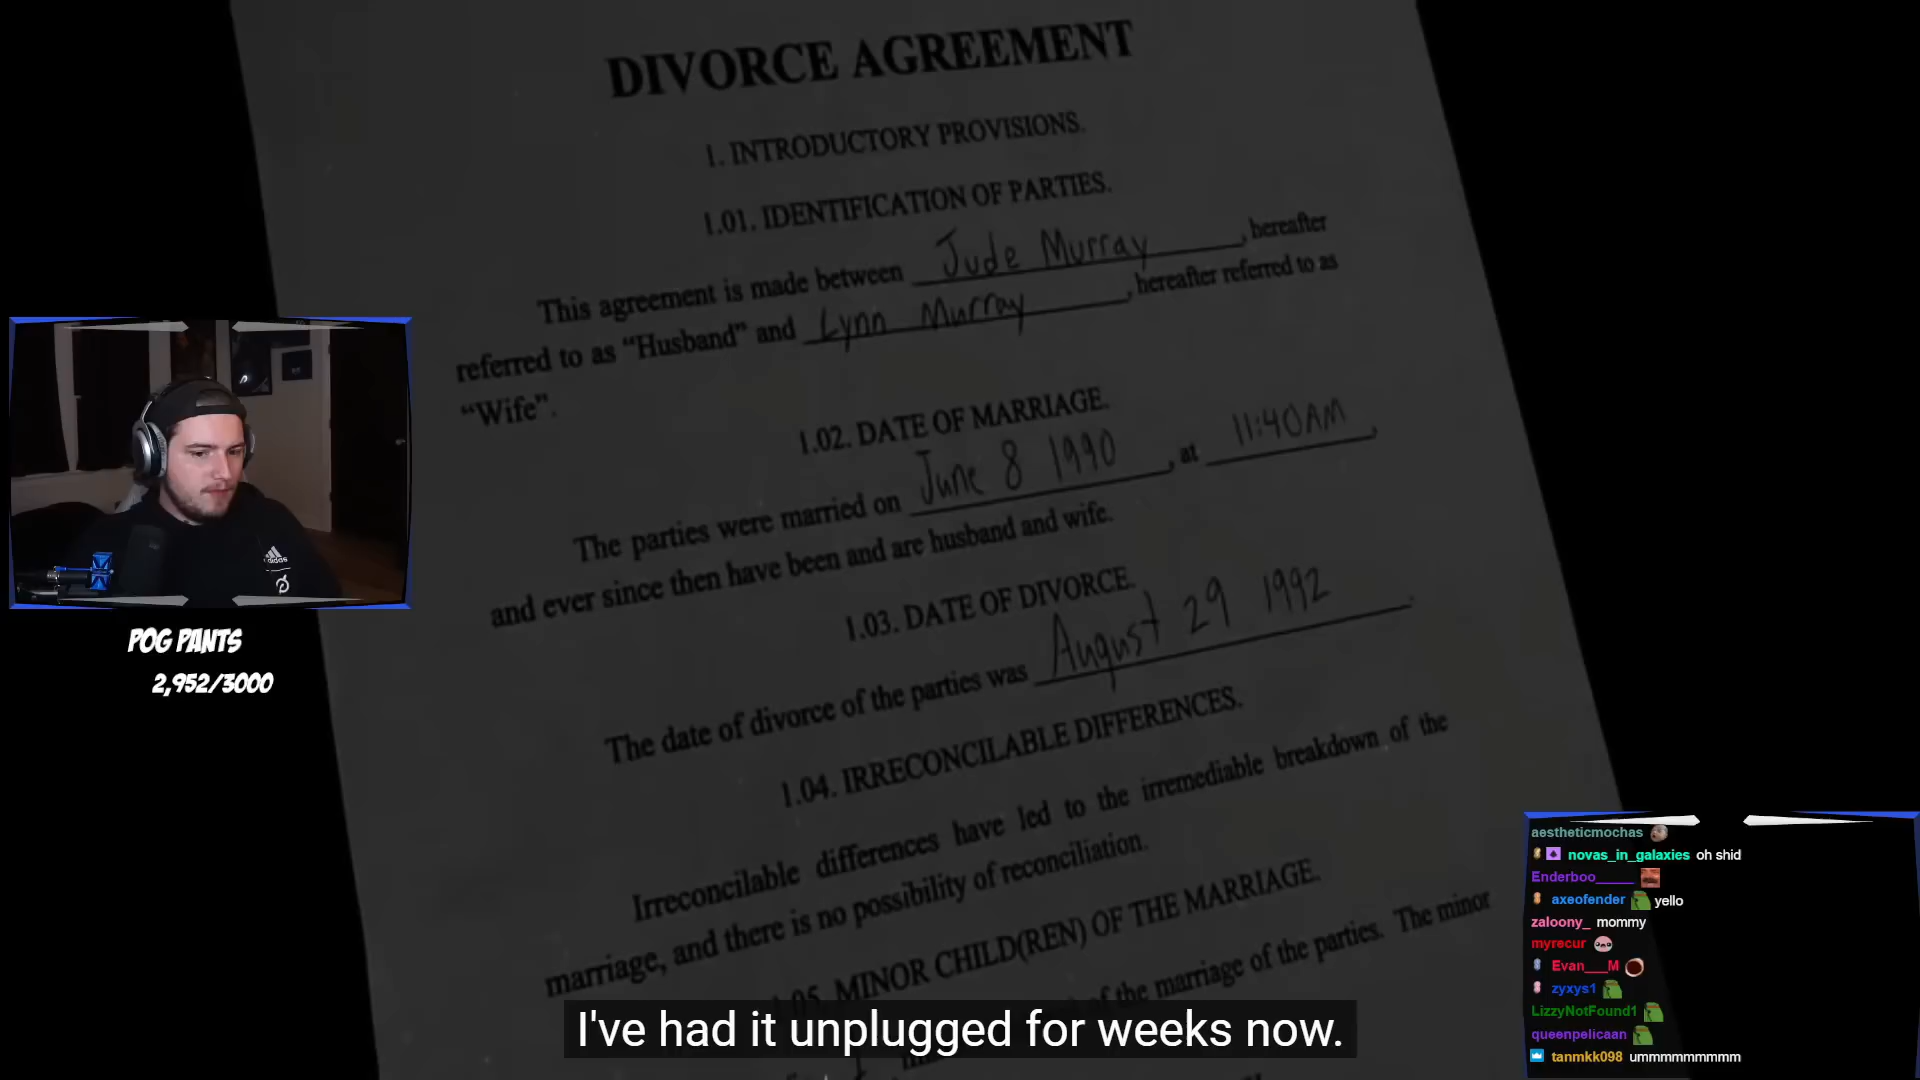 DIVORCE AGREEMENT
1. INTRODUCTORY PROVISIONS.
1.01. IDENTIFICATION OF PARTIES.
This agreement is made between Jude Murray, hereafter
referred to as “Husband” and Lynn Murray, hereafter referred to as
“Wife”.
1.02. DATE OF MARRIAGE.
The parties were married on June 8 1990, at 11:40AM,
and ever since then have been and are husband and wife.
1.03. DATE OF DIVORCE.
The date of divorce of the parties was August 29 1992.
1.04. IRRECONCILABLE DIFFERENCES.
Irreconcilable differences have led to the irremediable breakdown of the
marriage, and there is no possibility of reconciliation.
1.05. MINOR CHILD(REN) OF THE MARRIAGE.
of the marriage of the parties. The minor
I've had it unplugged for weeks now.
adidas
POG PANTS
2,952/3000
aestheticmochas
novas_in_galaxies oh shid
Enderboo_____
axeofender yello
zaloony_ mommy
myrecur
Evan___M
zyxys1
LizzyNotFound1
queenpelicaan
tanmkk098 ummmmmmmmm